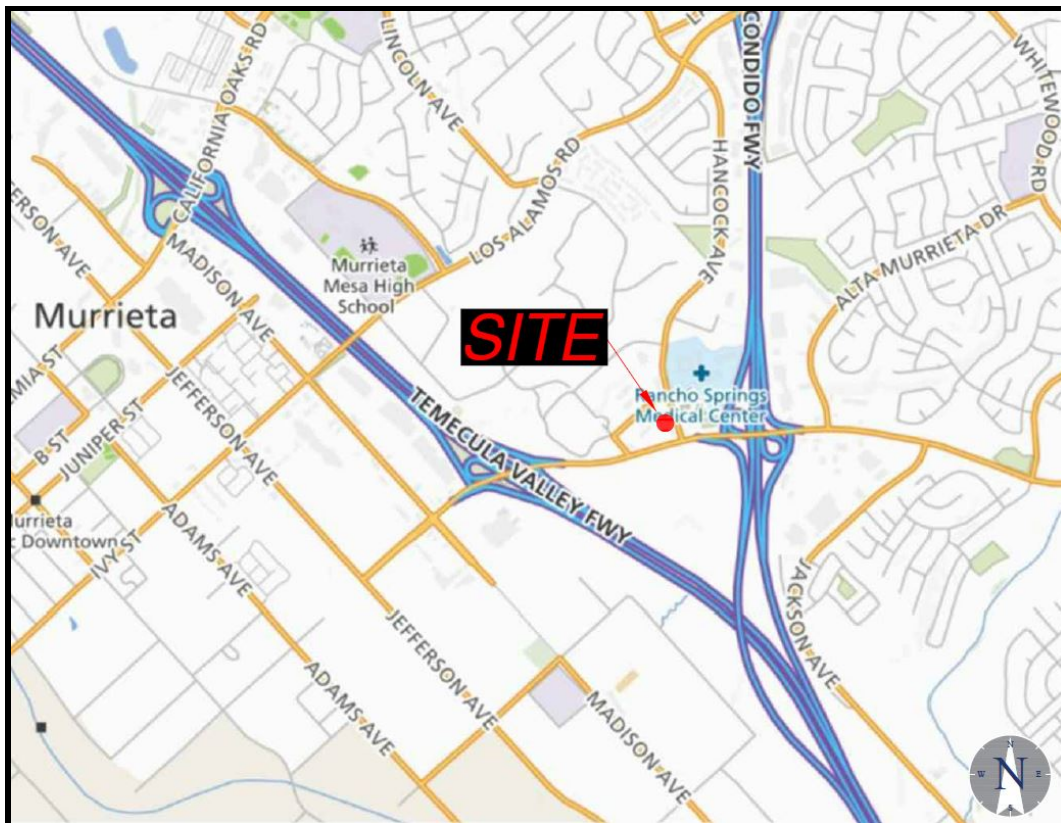 CALIFORNIA OAKS RD
LINCOLN AVE
CONDIDO FWY
WHITEWOOD RD
HANCOCK AVE
LOS ALAMOS RD
ERSON AVE
MADISON AVE
Murrieta
Mesa High
School
ALTA MURRIETA DR
Murrieta
SITE
MIA ST
JEFFERSON AVE
Rancho Springs
Medical Center
B ST
JUNIPER ST
TEMECULA VALLEY FWY
urrieta
c Downtown
IVY ST
ADAMS AVE
JACKSON AVE
JEFFERSON AVE
ADAMS AVE
MADISON AVE
N
W
N
E